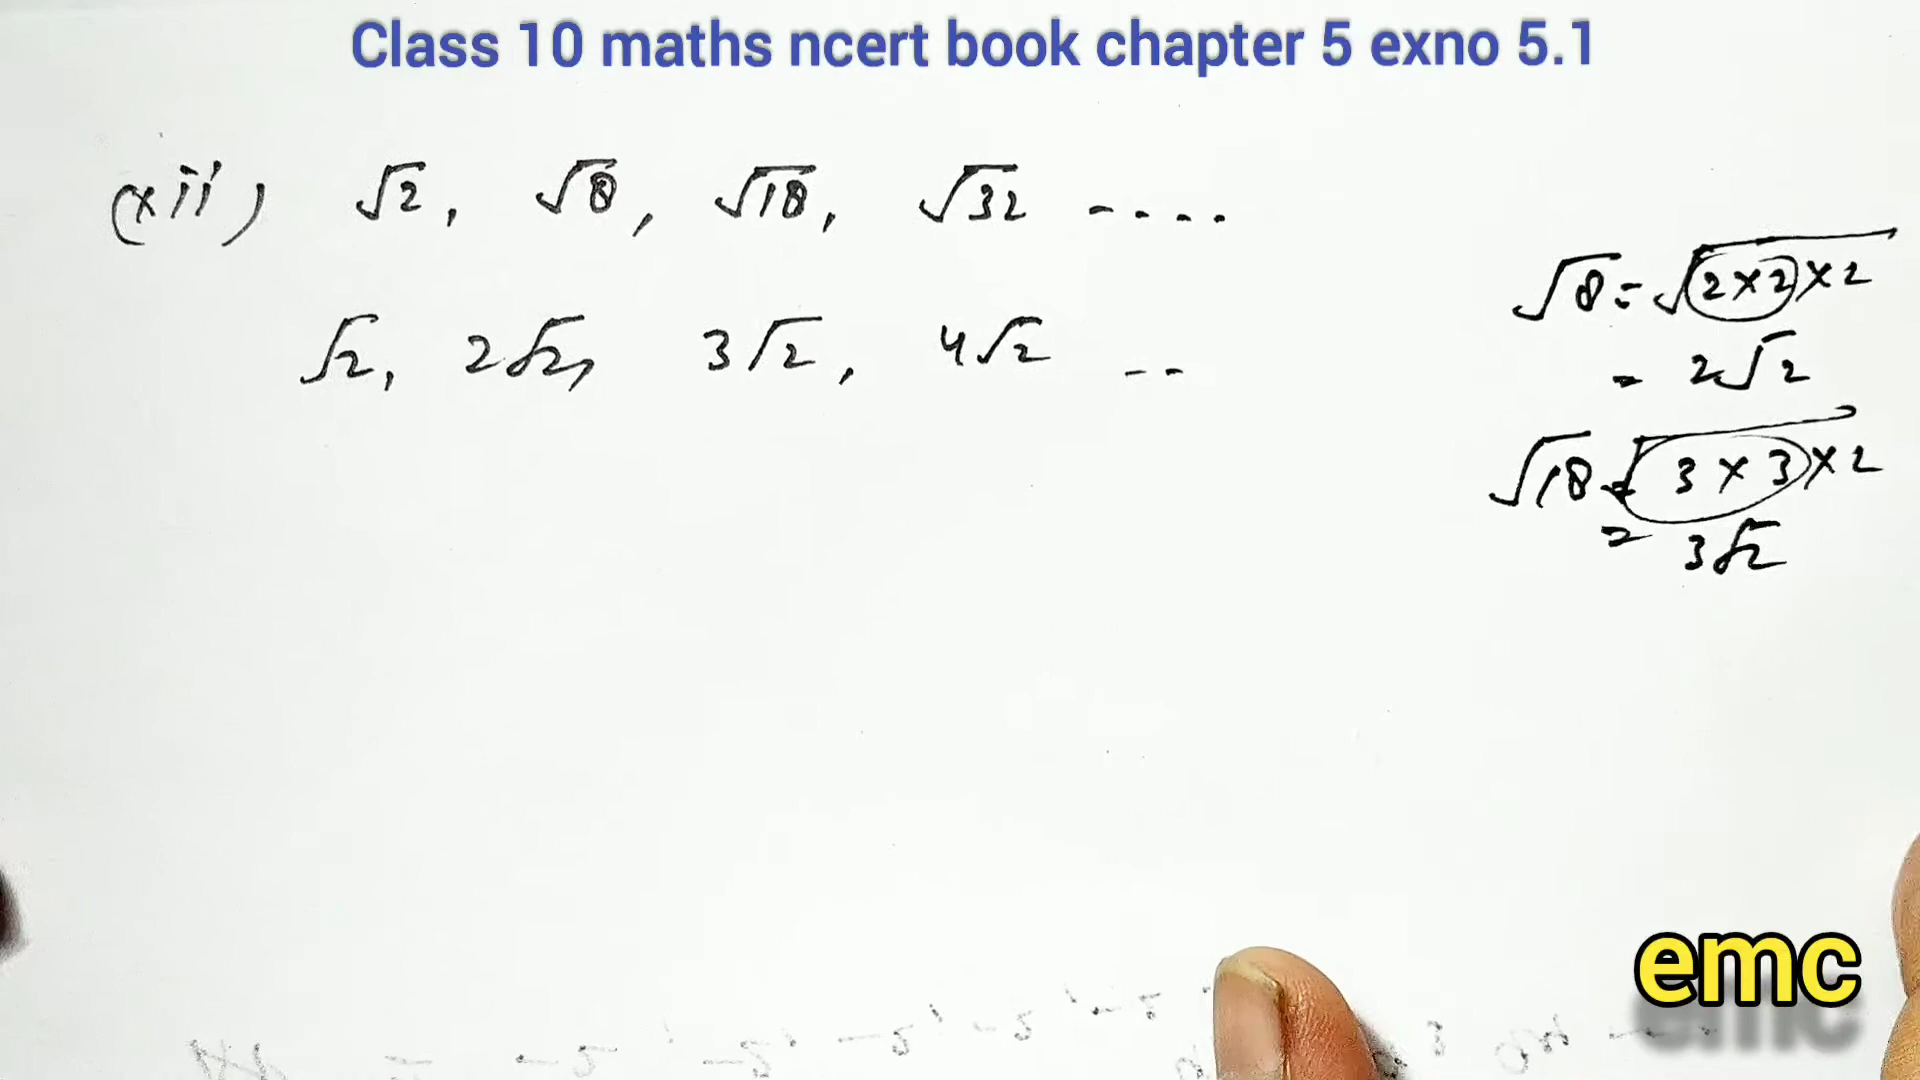 Class 10 maths ncert book chapter 5 exno 5.1
(xii) √2, √8, √18, √32 ----
√2, 2√2, 3√2, 4√2 --
√8 = √2×2×2
= 2√2
√18 = √3×3×2
= 3√2
emc